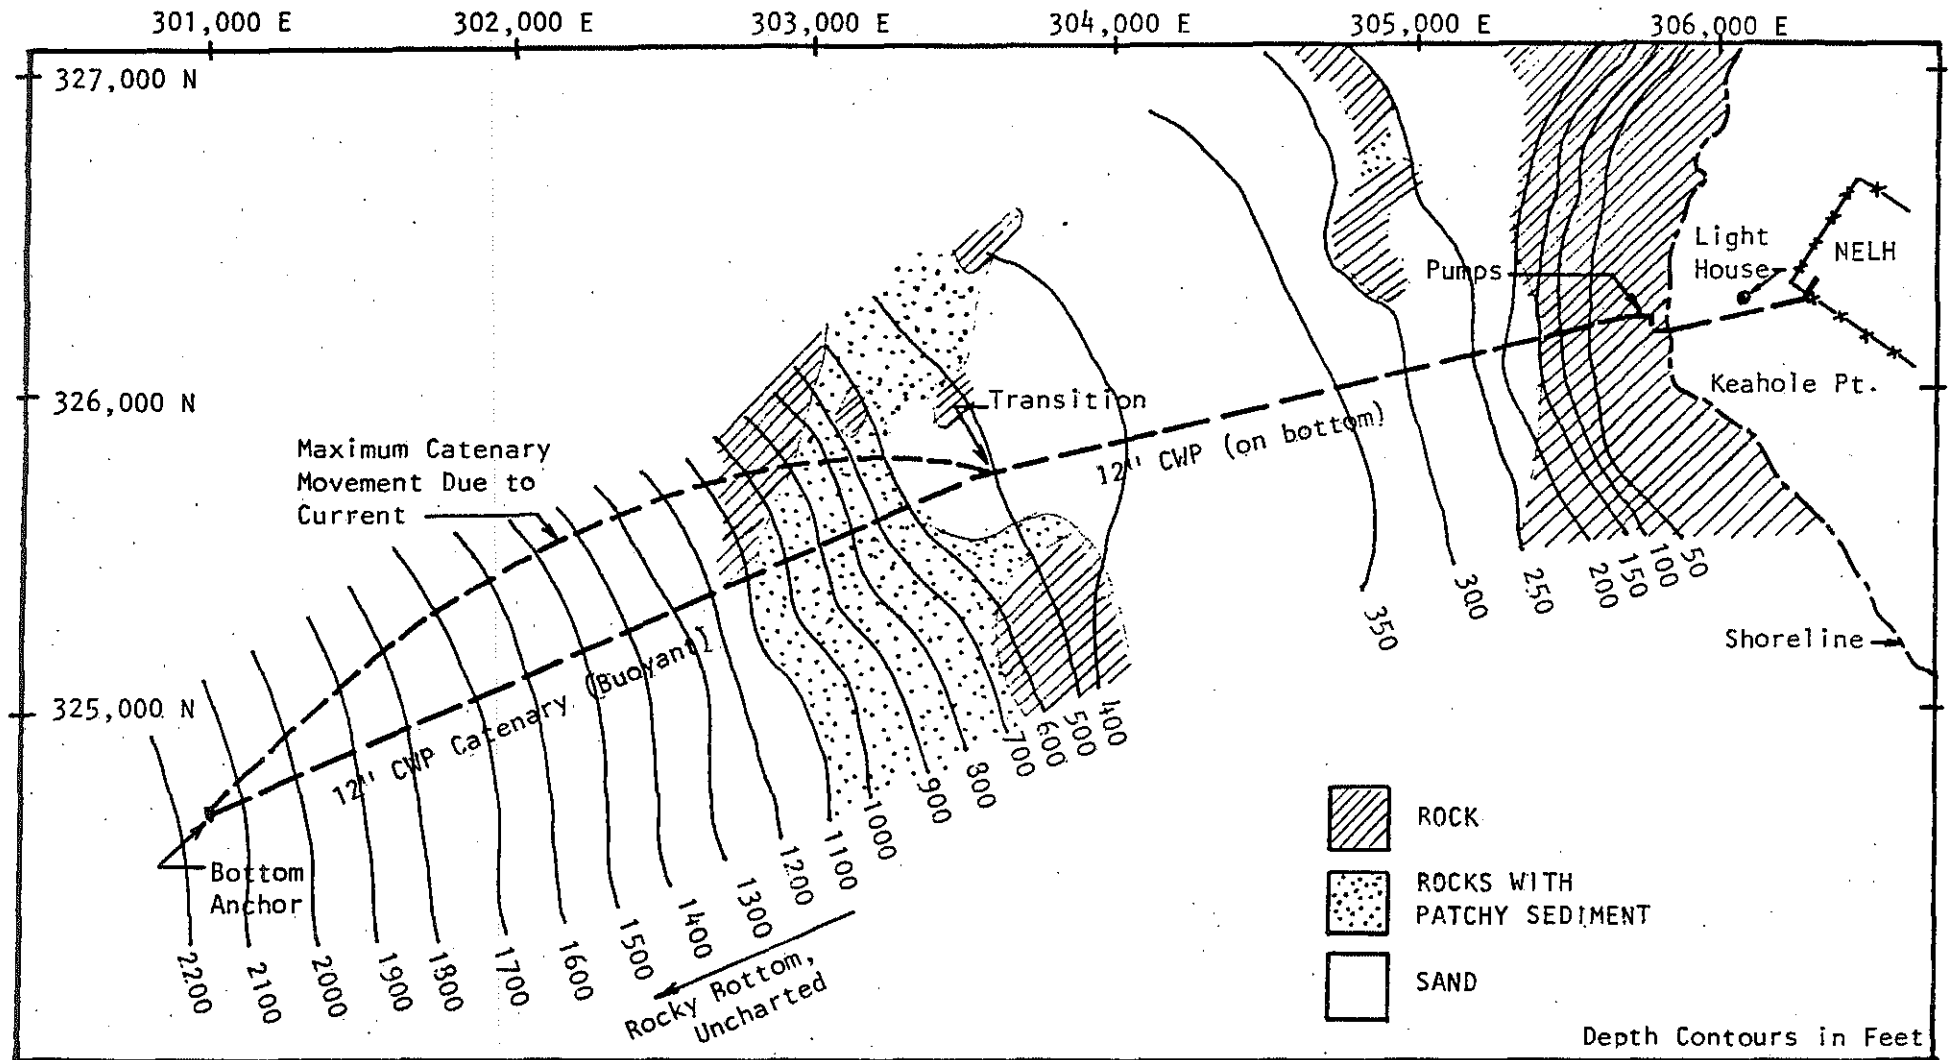 301,000 E
302,000 E
303,000 E
304,000 E
305,000 E
306,000 E
327,000 N
326,000 N
325,000 N
Light
House
NELH
Pumps
Keahole Pt.
Transition
12" CWP (on bottom)
Maximum Catenary
Movement Due to
Current
12" CWP Catenary (Buoyant)
Bottom
Anchor
Shoreline
2200
2100
2000
1900
1800
1700
1600
1500
1400
1300
1200
1100
1000
900
800
700
600
500
400
350
300
250
200
150
100
50
Rocky Bottom,
Uncharted
ROCK
ROCKS WITH
PATCHY SEDIMENT
SAND
Depth Contours in Feet